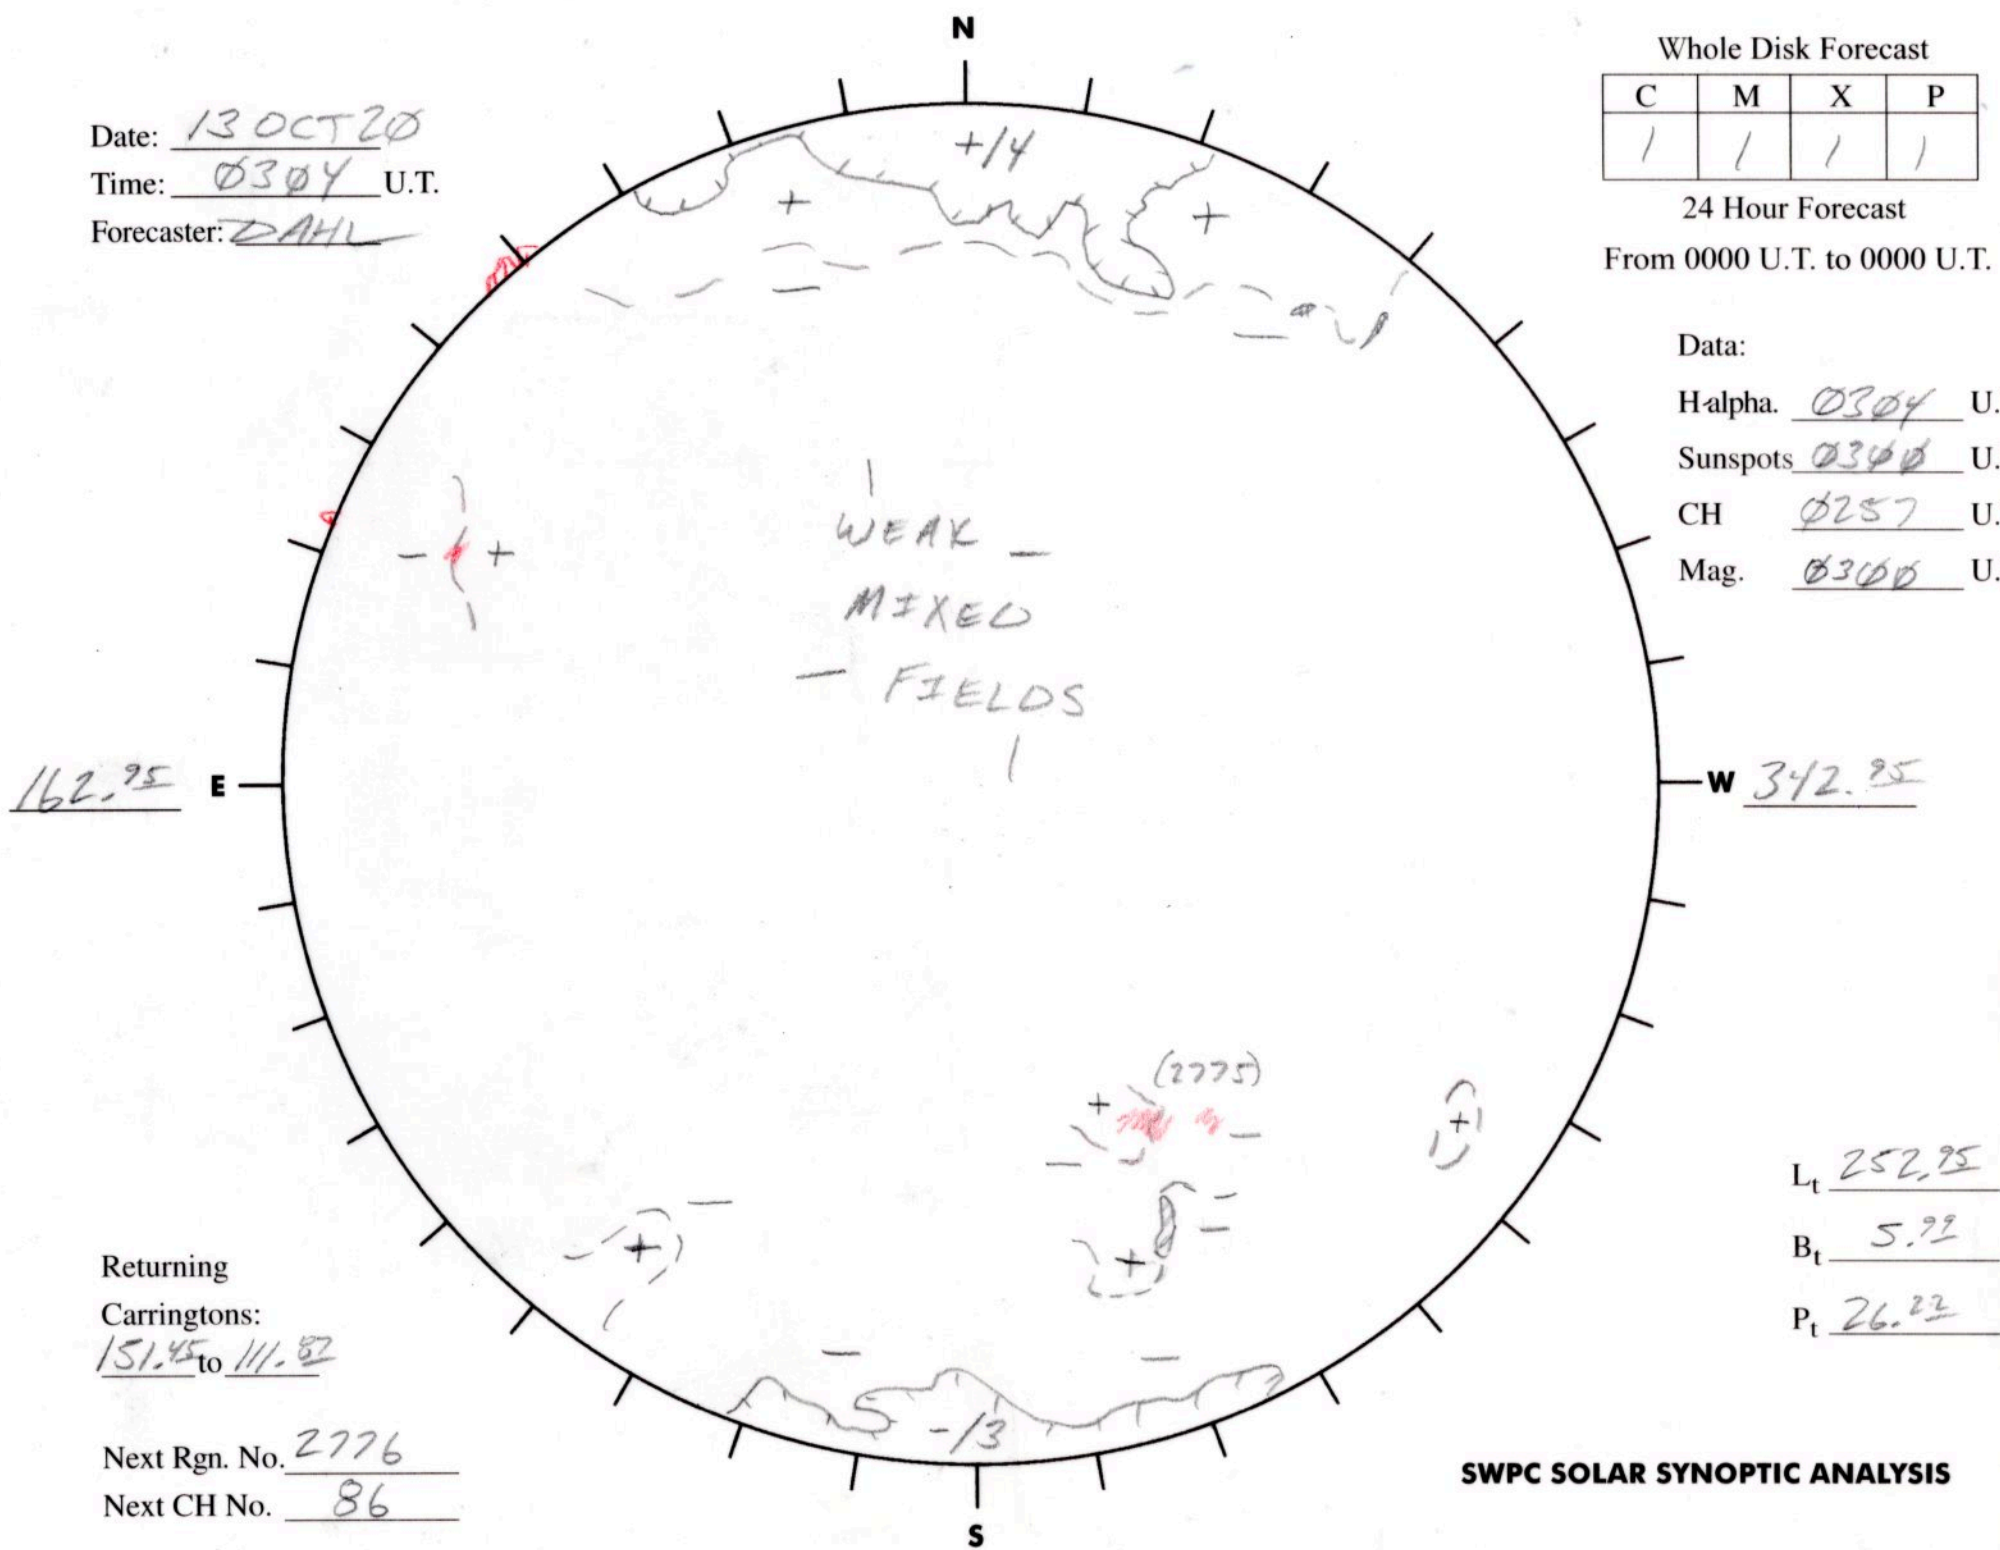 N
Date: 13 OCT 20
Time: 0304 U.T.
Forecaster: DAHL
Whole Disk Forecast
C M X P
1 1 1 1
24 Hour Forecast
From 0000 U.T. to 0000 U.T.
+14
+ +
Data:
H-alpha. 0304 U.
Sunspots 0300 U.
CH 0257 U.
Mag. 0300 U.
- +
WEAK
MIXED
FIELDS
162.95 E
W 342.95
(2775)
+ -
+
Lt 252.95
Bt 5.99
Pt 26.22
+
+
Returning
Carringtons:
151.45 to 111.87
-13
Next Rgn. No. 2776
Next CH No. 86
SWPC SOLAR SYNOPTIC ANALYSIS
S